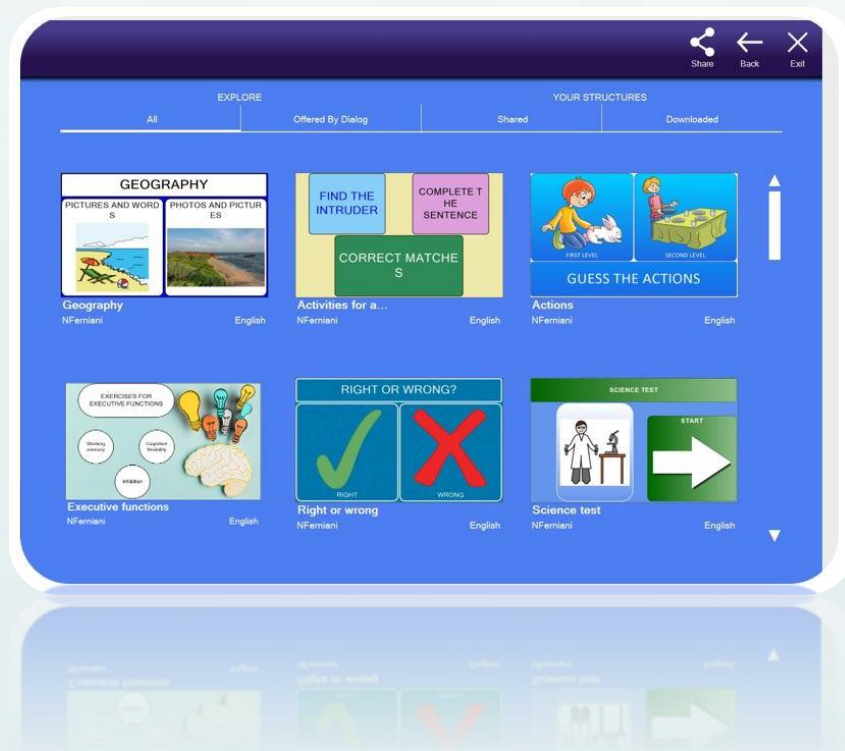 Share Back Exit
EXPLORE YOUR STRUCTURES
All Offered By Dialog Shared Downloaded
GEOGRAPHY
PICTURES AND WORD
S
PHOTOS AND PICTUR
ES
Geography
NFerniani English
FIND THE
INTRUDER
COMPLETE T
HE
SENTENCE
CORRECT MATCHE
S
Activities for a...
NFerniani English
FIRST LEVEL
SECOND LEVEL
GUESS THE ACTIONS
Actions
NFerniani English
EXERCISES FOR
EXECUTIVE FUNCTIONS
Working
memory
Cognitive
flexibility
Inhibition
Executive functions
NFerniani English
RIGHT OR WRONG?
RIGHT
WRONG
Right or wrong
NFerniani English
SCIENCE TEST
START
Science test
NFerniani English